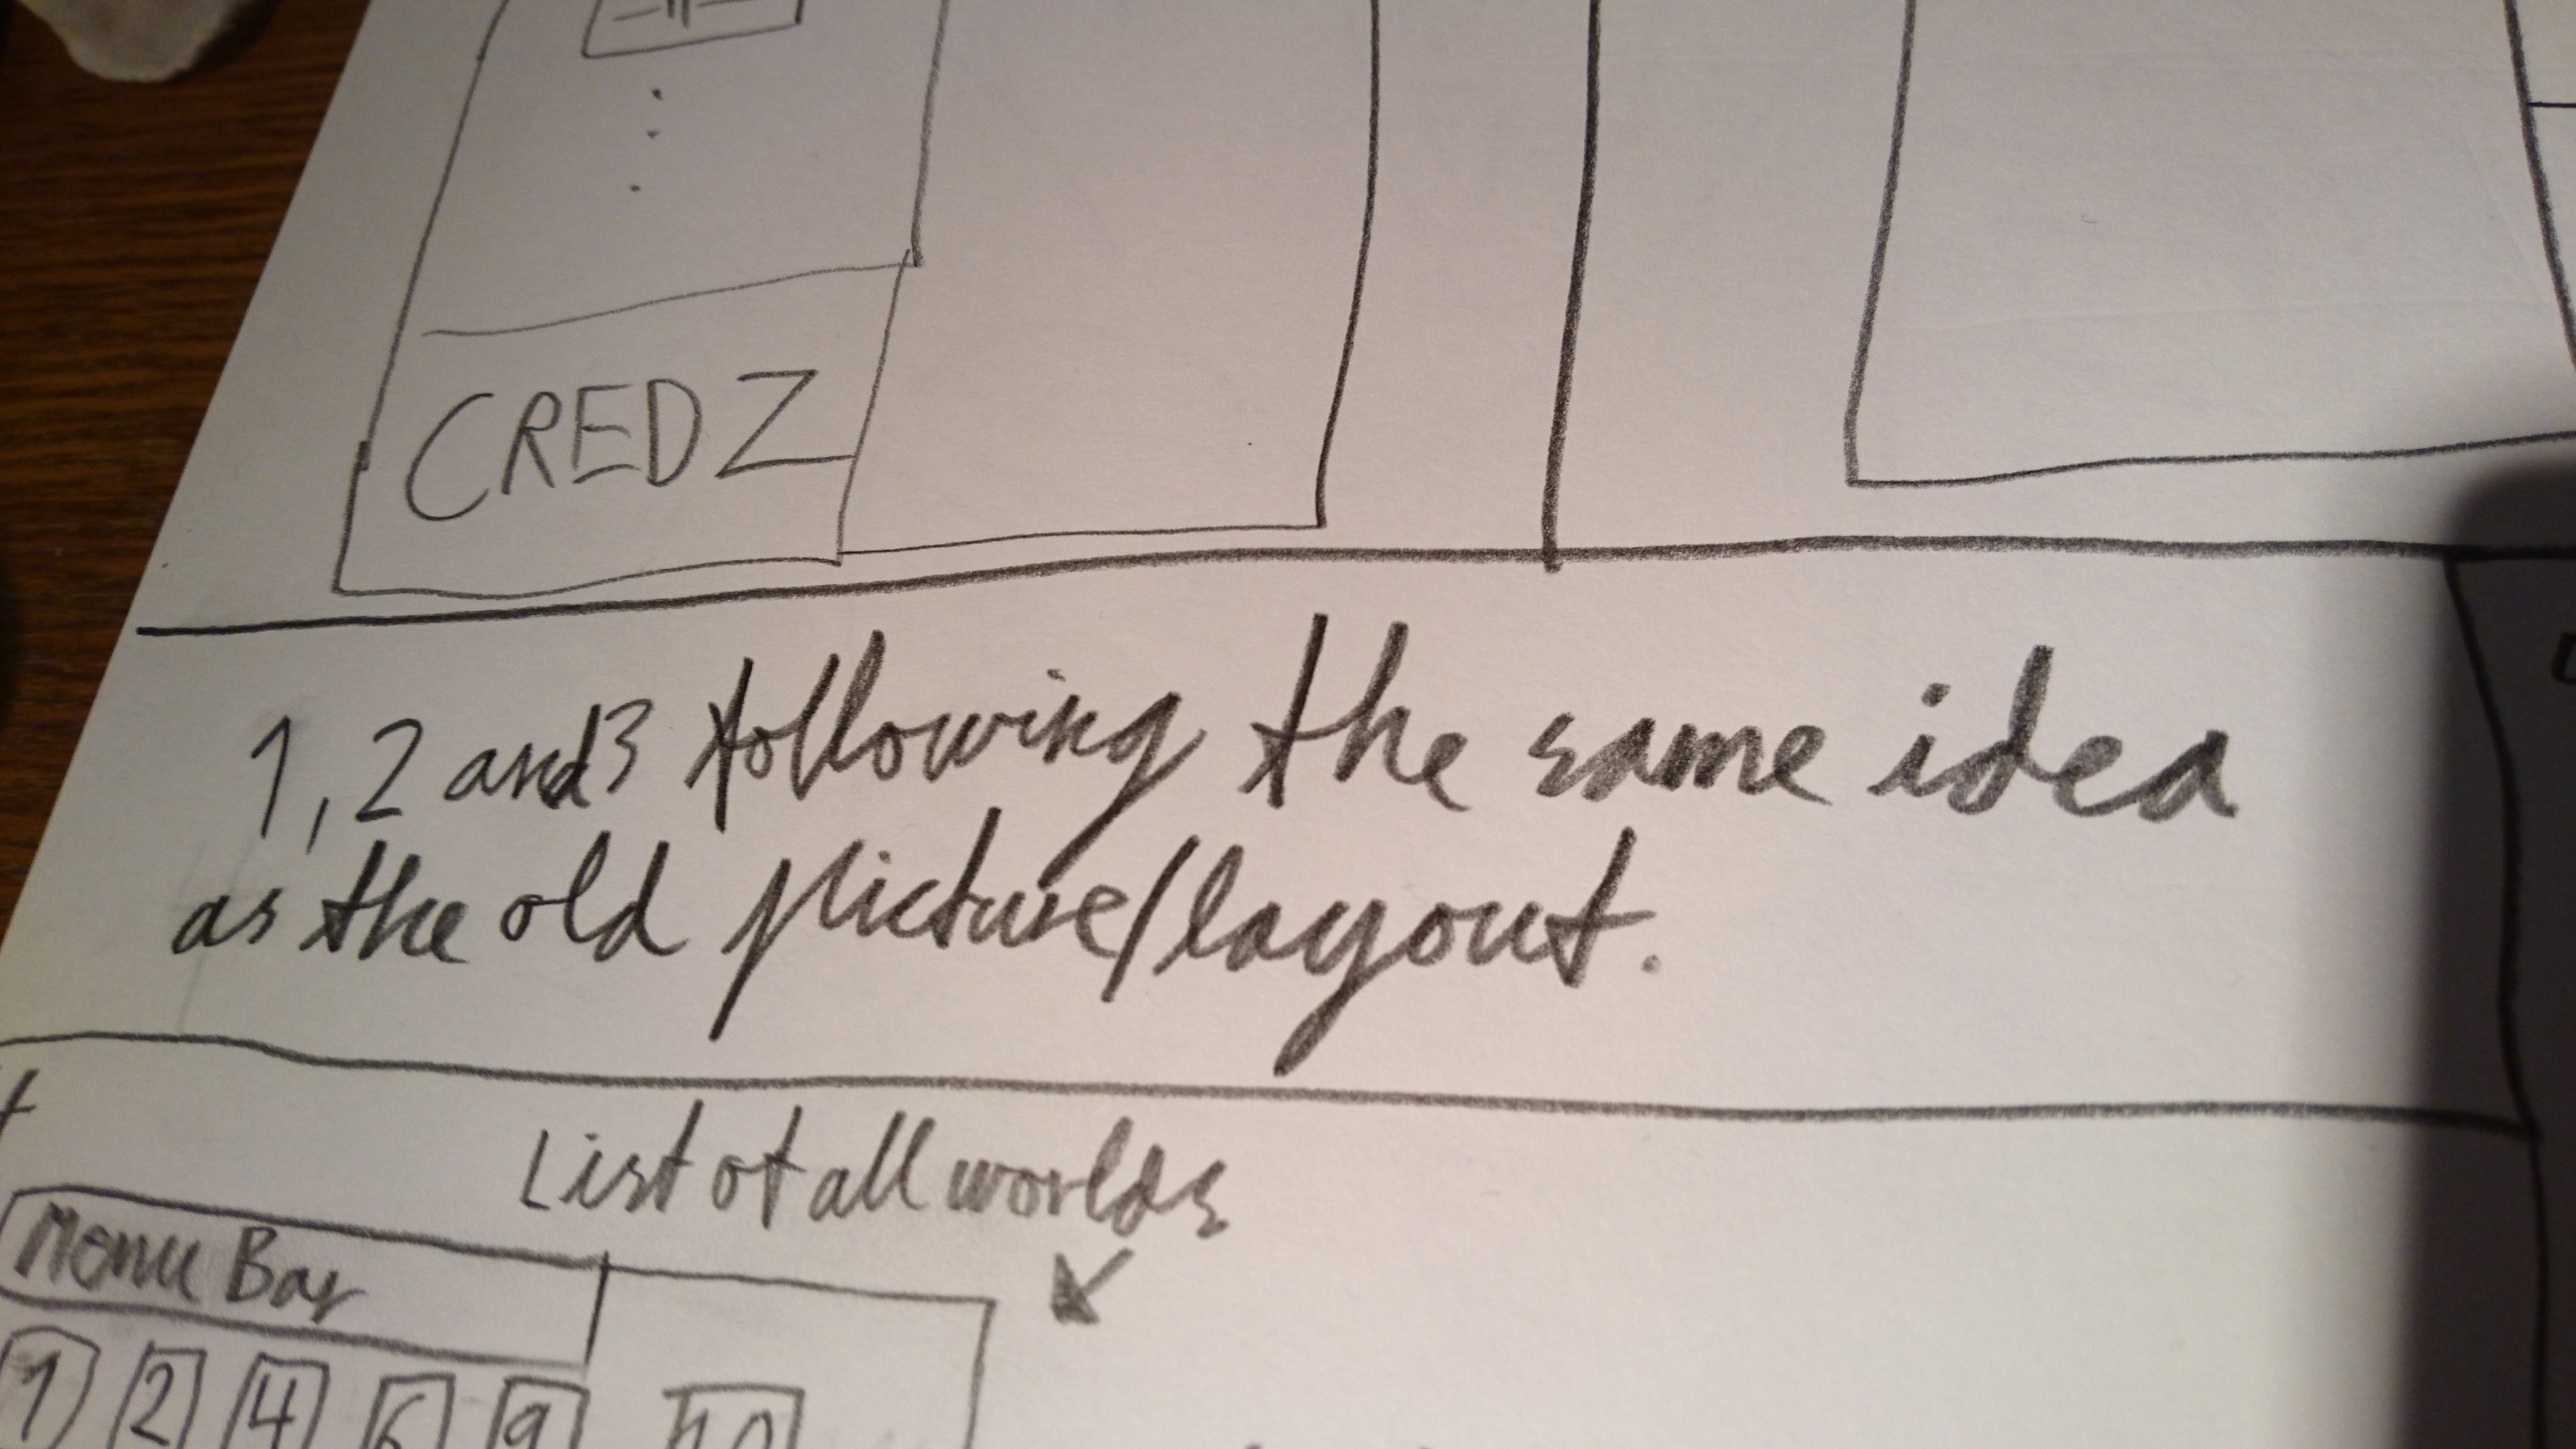 CREDZ
1, 2 and 3 following the same idea
as the old picture/layout.
List of all worlds
Menu Bar
1 2 4 6 9 10